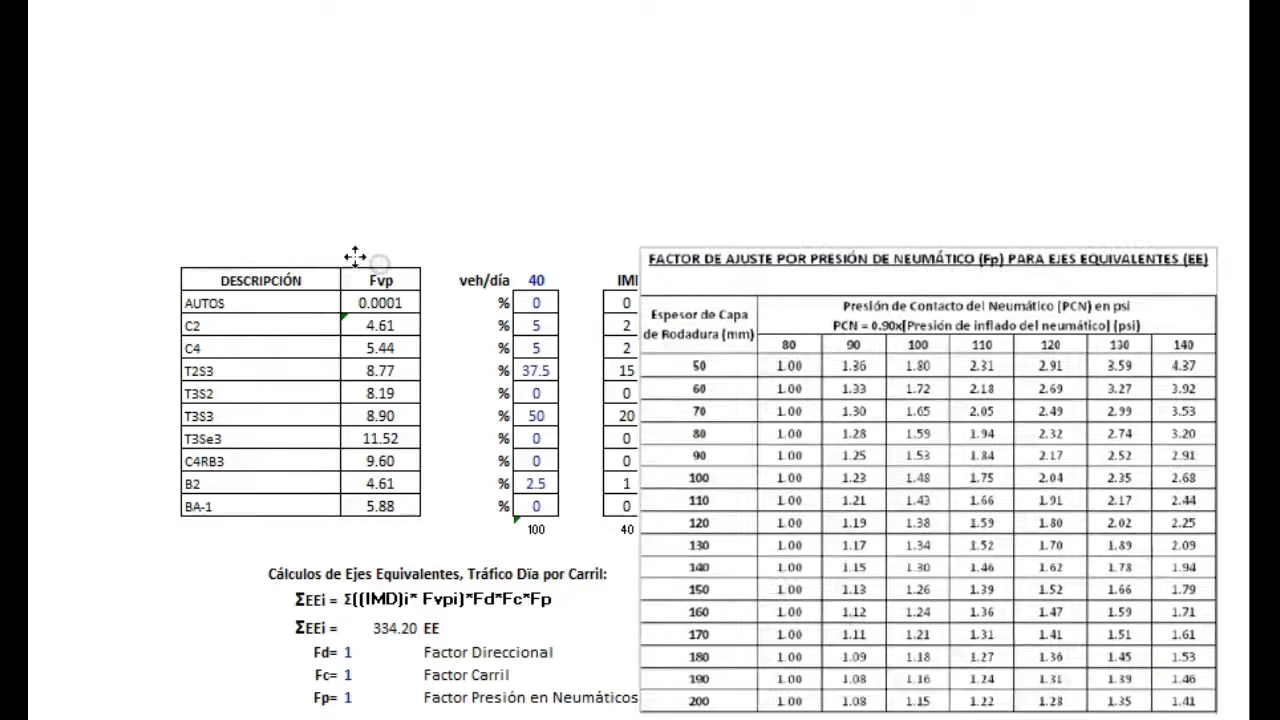 DESCRIPCIÓN Fvp veh/día 40 IMI
AUTOS 0.0001 % 0 0
C2 4.61 % 5 2
C4 5.44 % 5 2
T2S3 8.77 % 37.5 15
T3S2 8.19 % 0 0
T3S3 8.90 % 50 20
T3Se3 11.52 % 0 0
C4RB3 9.60 % 0 0
B2 4.61 % 2.5 1
BA-1 5.88 % 0 0
100 40
Cálculos de Ejes Equivalentes, Tráfico Dïa por Carril:
ΣEEi = Σ((IMD)i* Fvpi)*Fd*Fc*Fp
ΣEEi = 334.20 EE
Fd= 1 Factor Direccional
Fc= 1 Factor Carril
Fp= 1 Factor Presión en Neumáticos
FACTOR DE AJUSTE POR PRESIÓN DE NEUMÁTICO (Fp) PARA EJES EQUIVALENTES (EE)
Espesor de Capa
de Rodadura (mm)
Presión de Contacto del Neumático (PCN) en psi
PCN = 0.90x[Presión de inflado del neumático] (psi)
80 90 100 110 120 130 140
50 1.00 1.36 1.80 2.31 2.91 3.59 4.37
60 1.00 1.33 1.72 2.18 2.69 3.27 3.92
70 1.00 1.30 1.65 2.05 2.49 2.99 3.53
80 1.00 1.28 1.59 1.94 2.32 2.74 3.20
90 1.00 1.25 1.53 1.84 2.17 2.52 2.91
100 1.00 1.23 1.48 1.75 2.04 2.35 2.68
110 1.00 1.21 1.43 1.66 1.91 2.17 2.44
120 1.00 1.19 1.38 1.59 1.80 2.02 2.25
130 1.00 1.17 1.34 1.52 1.70 1.89 2.09
140 1.00 1.15 1.30 1.46 1.62 1.78 1.94
150 1.00 1.13 1.26 1.39 1.52 1.66 1.79
160 1.00 1.12 1.24 1.36 1.47 1.59 1.71
170 1.00 1.11 1.21 1.31 1.41 1.51 1.61
180 1.00 1.09 1.18 1.27 1.36 1.45 1.53
190 1.00 1.08 1.16 1.24 1.31 1.39 1.46
200 1.00 1.08 1.15 1.22 1.28 1.35 1.41